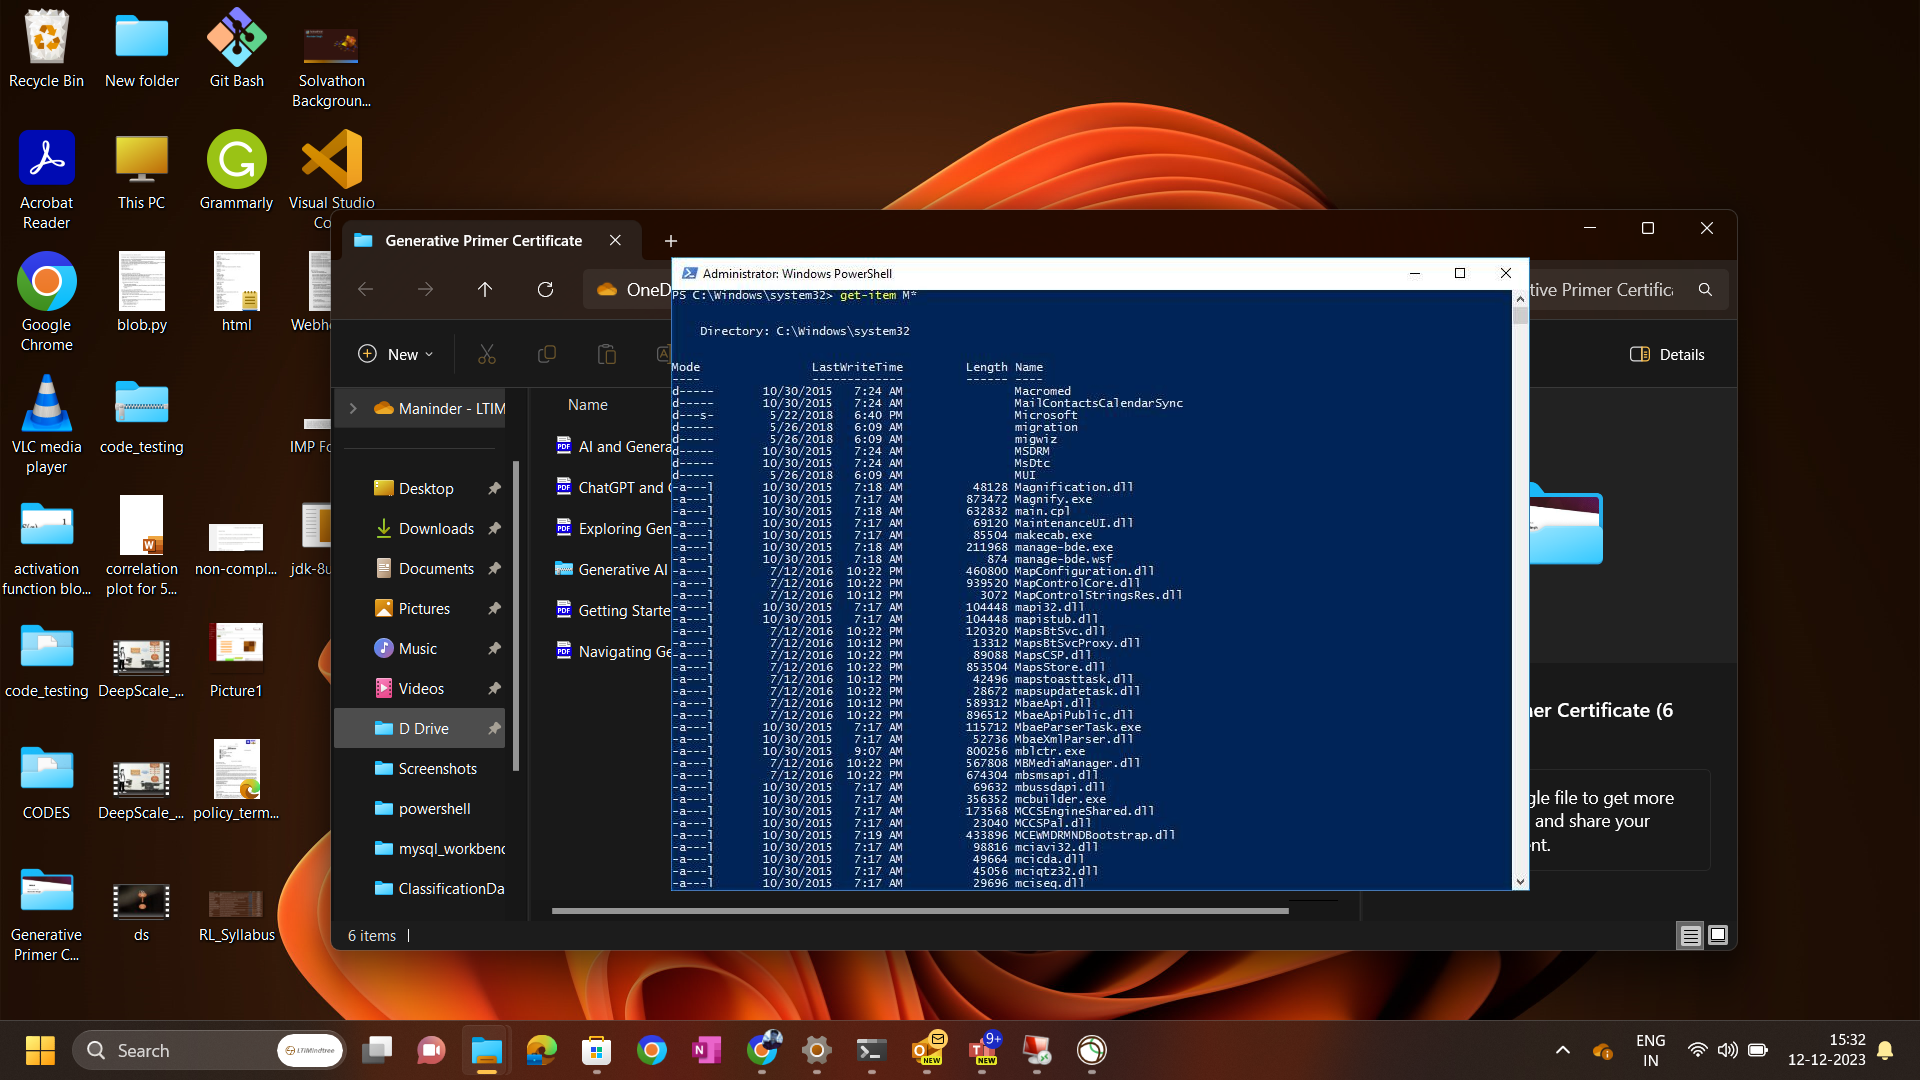 Recycle Bin
New folder
Git Bash
Solvathon
Backgroun...
Acrobat
Reader
This PC
Grammarly
Visual Studio
Co
Google
Chrome
blob.py
html
Webh
VLC media
player
code_testing
IMP Fo
activation
function blo...
correlation
plot for 5...
non-compl...
jdk-8u
code_testing
DeepScale_...
Picture1
CODES
DeepScale_...
policy_term...
Generative
Primer C...
ds
RL_Syllabus
Generative Primer Certificate
OneD
tive Primer Certific
New
Details
Maninder - LTIM
Desktop
Downloads
Documents
Pictures
Music
Videos
D Drive
Screenshots
powershell
mysql_workben
ClassificationDa
Name
AI and Genera
ChatGPT and
Exploring Gen
Generative AI
Getting Starte
Navigating Ge
6 items
er Certificate (6
gle file to get more
and share your
nt.
Administrator: Windows PowerShell
PS C:\Windows\system32> get-item M*
Directory: C:\Windows\system32
Mode LastWriteTime Length Name
---- ------------- ------ ----
d----- 10/30/2015 7:24 AM Macromed
d----- 10/30/2015 7:24 AM MailContactsCalendarSync
d---s- 5/22/2018 6:40 PM Microsoft
d----- 5/26/2018 6:09 AM migration
d----- 5/26/2018 6:09 AM migwiz
d----- 10/30/2015 7:24 AM MSDRM
d----- 10/30/2015 7:24 AM MsDtc
d----- 5/26/2018 6:09 AM MUI
-a---l 10/30/2015 7:18 AM 48128 Magnification.dll
-a---l 10/30/2015 7:17 AM 873472 Magnify.exe
-a---l 10/30/2015 7:18 AM 632832 main.cpl
-a---l 10/30/2015 7:17 AM 69120 MaintenanceUI.dll
-a---l 10/30/2015 7:17 AM 85504 makecab.exe
-a---l 10/30/2015 7:18 AM 211968 manage-bde.exe
-a---l 10/30/2015 7:18 AM 874 manage-bde.wsf
-a---l 7/12/2016 10:22 PM 460800 MapConfiguration.dll
-a---l 7/12/2016 10:22 PM 939520 MapControlCore.dll
-a---l 7/12/2016 10:12 PM 3072 MapControlStringsRes.dll
-a---l 10/30/2015 7:17 AM 104448 mapi32.dll
-a---l 10/30/2015 7:17 AM 104448 mapistub.dll
-a---l 7/12/2016 10:22 PM 120320 MapsBtSvc.dll
-a---l 7/12/2016 10:12 PM 13312 MapsBtSvcProxy.dll
-a---l 7/12/2016 10:22 PM 89088 MapsCSP.dll
-a---l 7/12/2016 10:22 PM 853504 MapsStore.dll
-a---l 7/12/2016 10:12 PM 42496 mapstoasttask.dll
-a---l 7/12/2016 10:22 PM 28672 mapsupdatetask.dll
-a---l 7/12/2016 10:12 PM 589312 MbaeApi.dll
-a---l 7/12/2016 10:22 PM 896512 MbaeApiPublic.dll
-a---l 10/30/2015 7:17 AM 115712 MbaeParserTask.exe
-a---l 10/30/2015 7:17 AM 52736 MbaeXmlParser.dll
-a---l 10/30/2015 9:07 AM 800256 mblctr.exe
-a---l 7/12/2016 10:22 PM 567808 MBMediaManager.dll
-a---l 7/12/2016 10:22 PM 674304 mbsmsapi.dll
-a---l 10/30/2015 7:17 AM 69632 mbussdapi.dll
-a---l 10/30/2015 7:17 AM 356352 mcbuilder.exe
-a---l 10/30/2015 7:17 AM 173568 MCCSEngineShared.dll
-a---l 10/30/2015 7:17 AM 23040 MCCSPal.dll
-a---l 10/30/2015 7:19 AM 433896 MCEWMDRMNDBootstrap.dll
-a---l 10/30/2015 7:17 AM 98816 mciavi32.dll
-a---l 10/30/2015 7:17 AM 49664 mcicda.dll
-a---l 10/30/2015 7:17 AM 45056 mciqtz32.dll
-a---l 10/30/2015 7:17 AM 29696 mciseq.dll
Search
LTIMindtree
NEW
9+
NEW
ENG
IN
15:32
12-12-2023